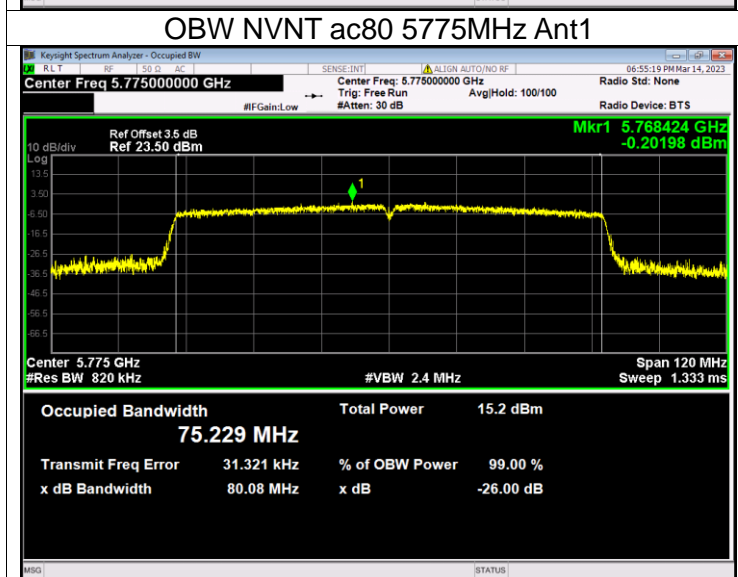 OBW NVNT ac80 5775MHz Ant1
Keysight Spectrum Analyzer - Occupied BW
RLT RF 50 Ω AC SENSE:INT ALIGN AUTO/NO RF 06:55:19 PM Mar 14, 2023
Center Freq 5.775000000 GHz Center Freq: 5.775000000 GHz Radio Std: None
Trig: Free Run Avg|Hold: 100/100
#IFGain:Low #Atten: 30 dB Radio Device: BTS
Mkr1 5.768424 GHz
-0.20198 dBm
Ref Offset 3.5 dB
10 dB/div Ref 23.50 dBm
Log
13.5
1
3.50
-6.50
-16.5
-26.5
-36.5
-46.5
-56.5
-66.5
Center 5.775 GHz Span 120 MHz
#Res BW 820 kHz #VBW 2.4 MHz Sweep 1.333 ms
Occupied Bandwidth Total Power 15.2 dBm
75.229 MHz
Transmit Freq Error 31.321 kHz % of OBW Power 99.00 %
x dB Bandwidth 80.08 MHz x dB -26.00 dB
MSG STATUS